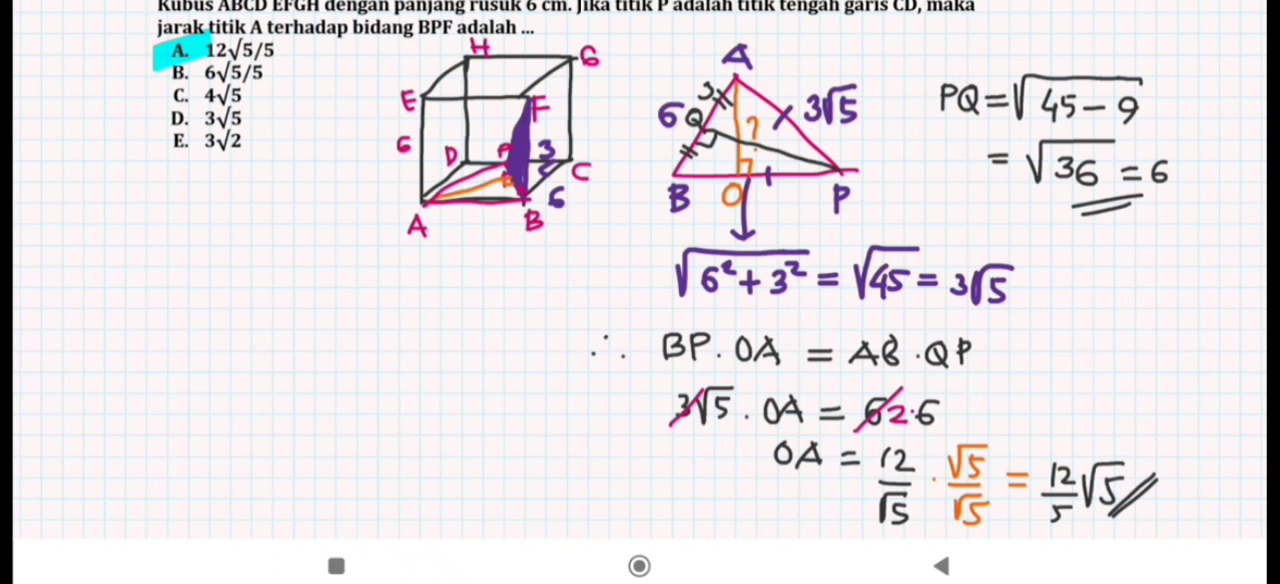 Kubus ABCD EFGH dengan panjang rusuk 6 cm. Jika titik P adalah titik tengah garis CD, maka
jarak titik A terhadap bidang BPF adalah ...
A. 12√5/5
B. 6√5/5
C. 4√5
D. 3√5
E. 3√2
H
G
E
F
6
D
P
3
C
6
A
B
A
3
6
Q
?
3√5
B
O
P
PQ = √45 - 9
= √36 = 6
√6² + 3² = √45 = 3√5
∴ BP . OA = AB . QP
3√5 . OA = 6 2 . 6
OA = 12/√5 . √5/√5 = 12/5 √5 //